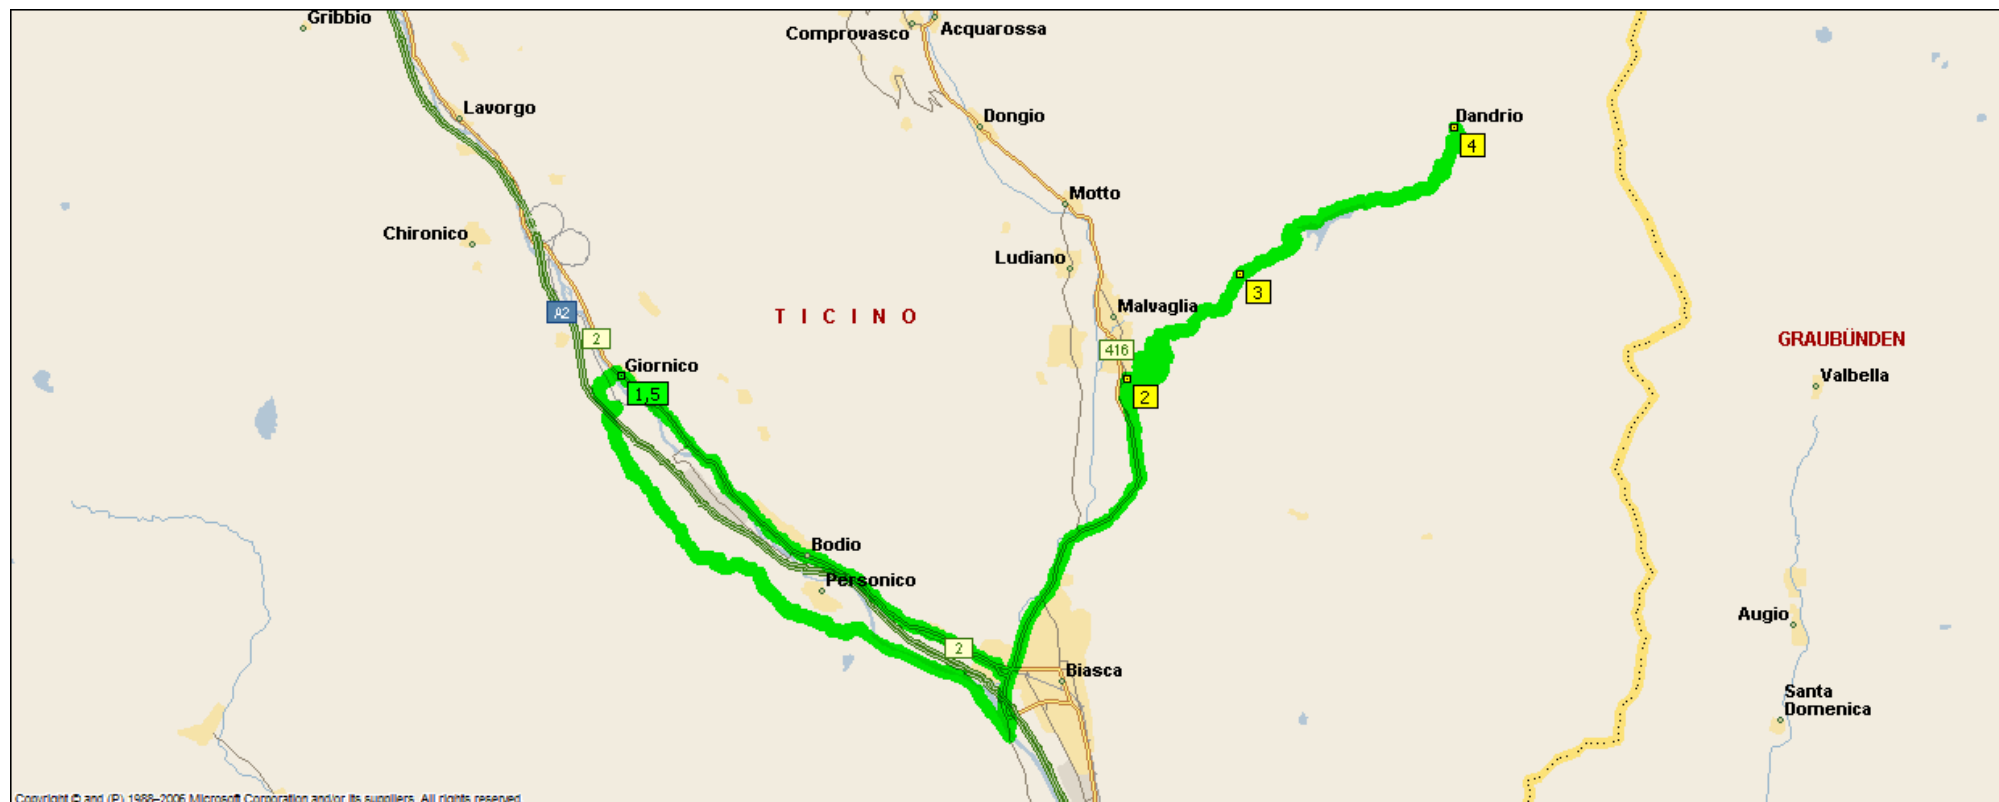 Gribbio
Comprovasco
Acquarossa
Lavorgo
Dongio
Dandrio
4
Motto
Chironico
Ludiano
3
Malvaglia
A2
TICINO
2
416
GRAUBÜNDEN
Giornico
Valbella
1,5
2
Bodio
Personico
Augio
2
Biasca
Santa
Domenica
Copyright © and (P) 1988–2006 Microsoft Corporation and/or its suppliers. All rights reserved.